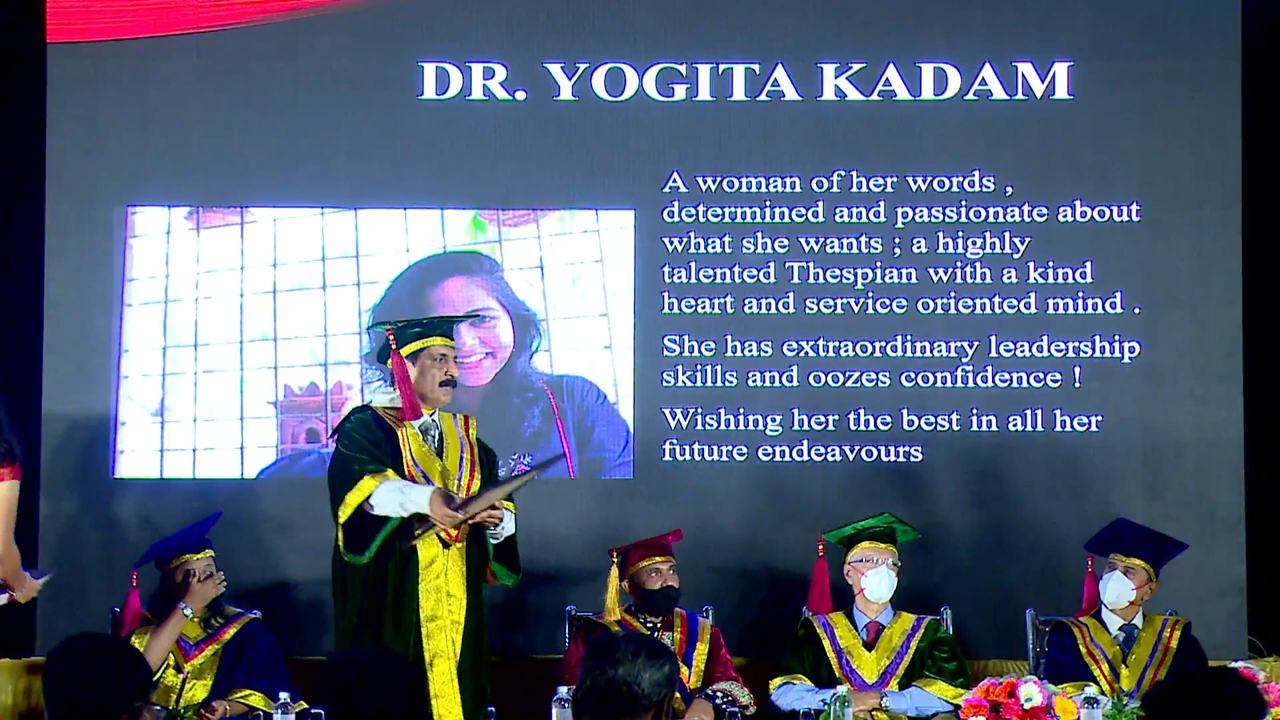 DR. YOGITA KADAM
A woman of her words ,
determined and passionate about
what she wants ; a highly
talented Thespian with a kind
heart and service oriented mind .
She has extraordinary leadership
skills and oozes confidence !
Wishing her the best in all her
future endeavours